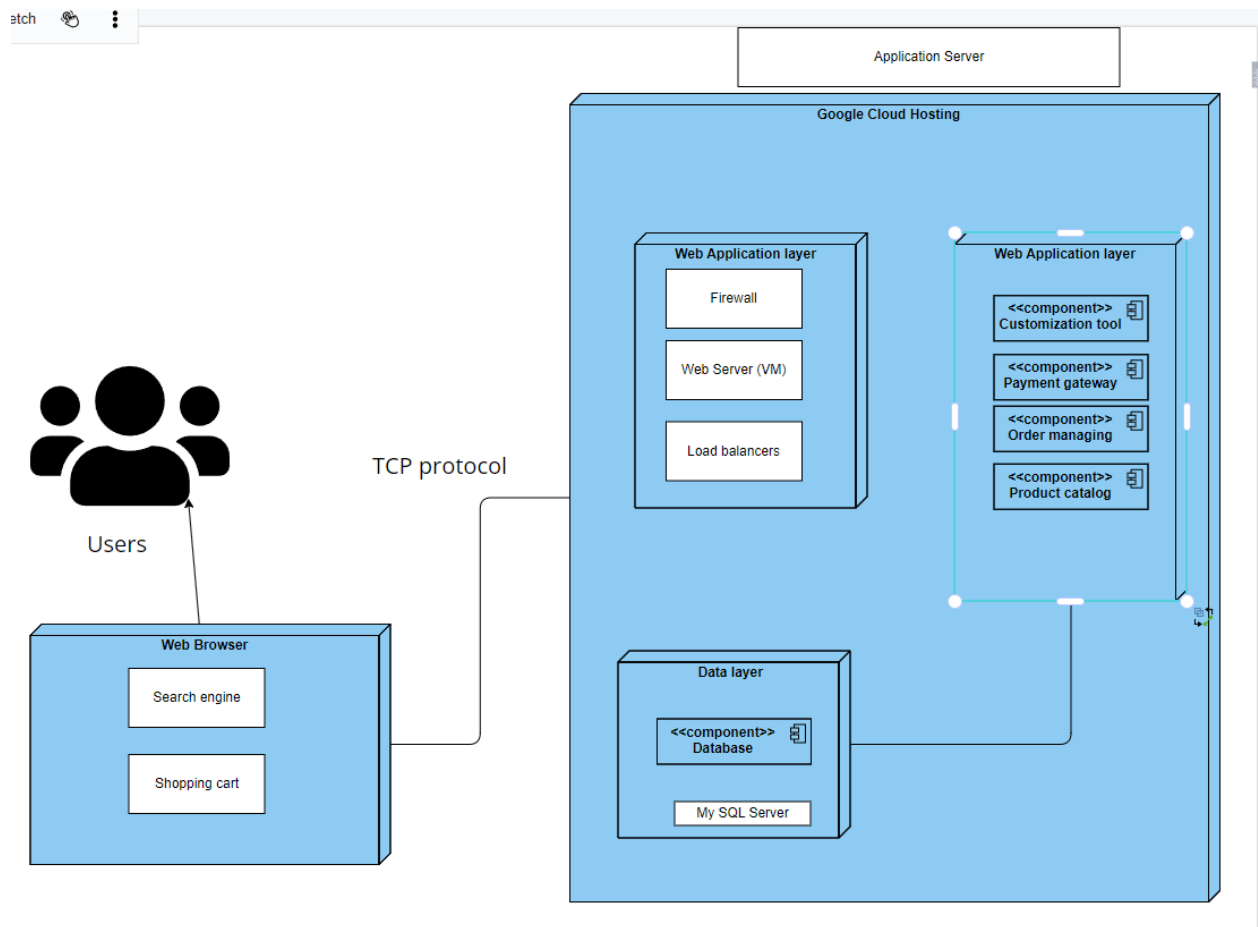 etch
Application Server
Google Cloud Hosting
Web Application layer
Firewall
Web Server (VM)
Load balancers
Web Application layer
<<component>>
Customization tool
<<component>>
Payment gateway
<<component>>
Order managing
<<component>>
Product catalog
TCP protocol
Users
Web Browser
Search engine
Shopping cart
Data layer
<<component>>
Database
My SQL Server